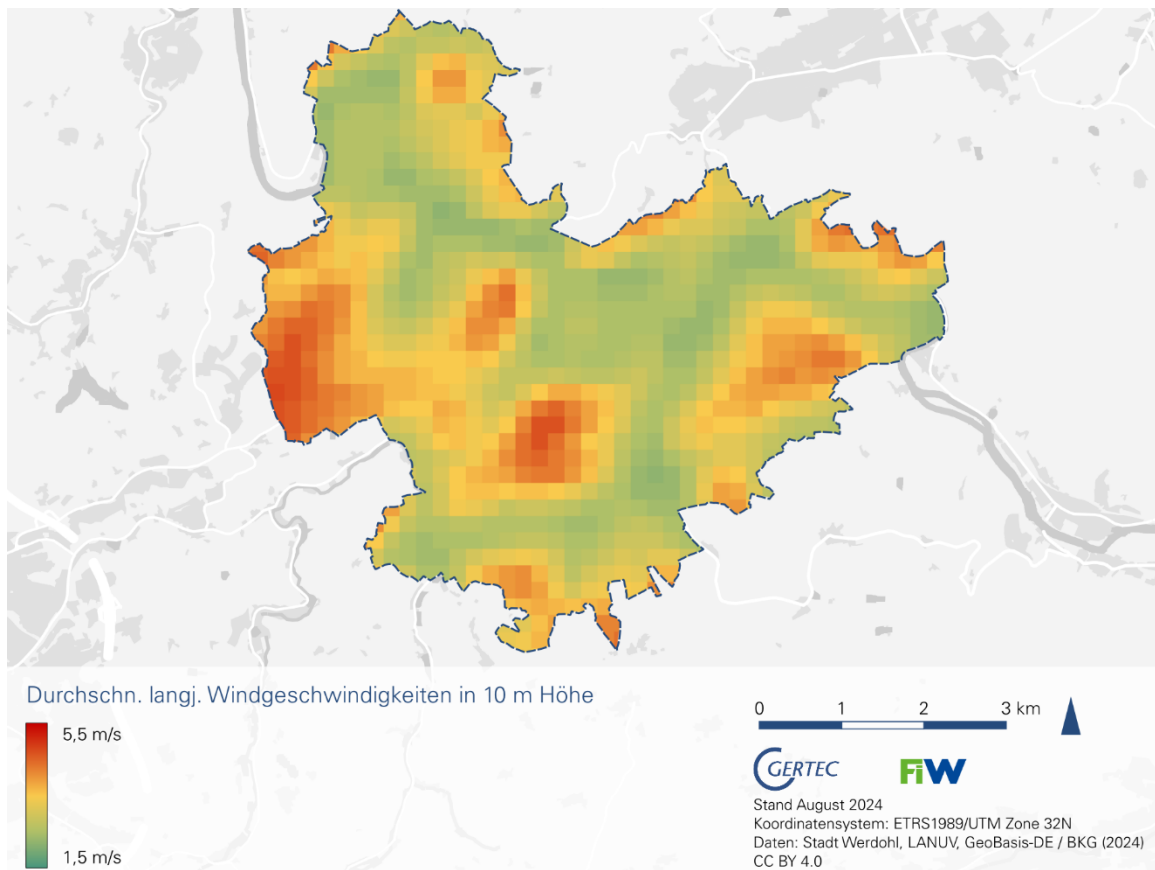 Durchschn. langj. Windgeschwindigkeiten in 10 m Höhe
5,5 m/s
1,5 m/s
0 1 2 3 km
GERTEC FiW
Stand August 2024
Koordinatensystem: ETRS1989/UTM Zone 32N
Daten: Stadt Werdohl, LANUV, GeoBasis-DE / BKG (2024)
CC BY 4.0